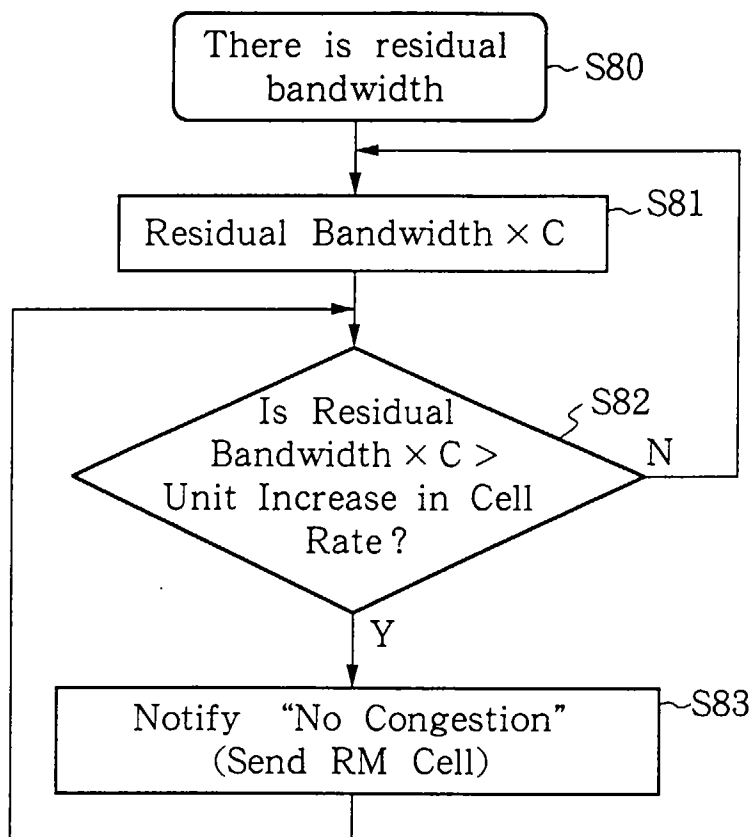 There is residual
bandwidth
S80
Residual Bandwidth × C
S81
Is Residual
Bandwidth × C >
Unit Increase in Cell
Rate?
S82
N
Y
Notify “No Congestion”
(Send RM Cell)
S83